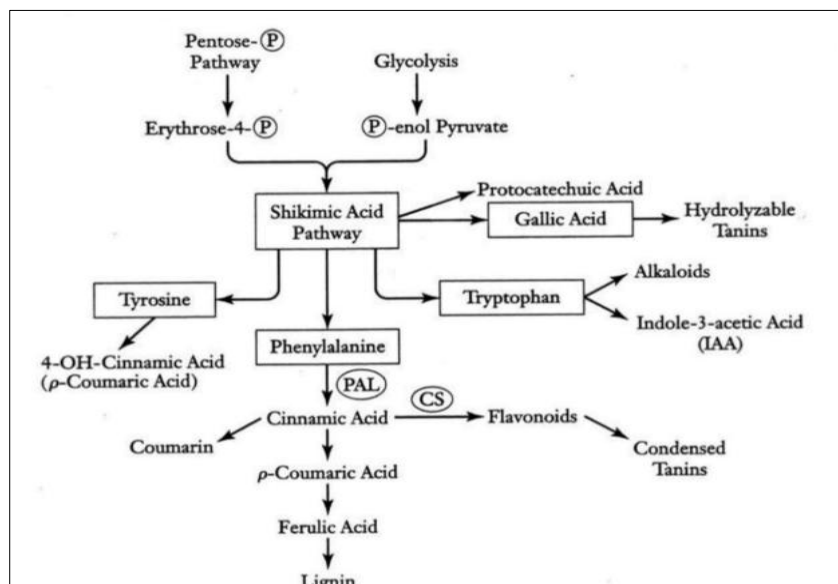 Pentose-Ⓟ
Pathway
Glycolysis
Erythrose-4-Ⓟ
Ⓟ-enol Pyruvate
Shikimic Acid
Pathway
Protocatechuic Acid
Gallic Acid
Hydrolyzable
Tanins
Tyrosine
Tryptophan
Alkaloids
Indole-3-acetic Acid
(IAA)
4-OH-Cinnamic Acid
(ρ-Coumaric Acid)
Phenylalanine
PAL
CS
Cinnamic Acid
Flavonoids
Coumarin
Condensed
Tanins
ρ-Coumaric Acid
Ferulic Acid
Lignin